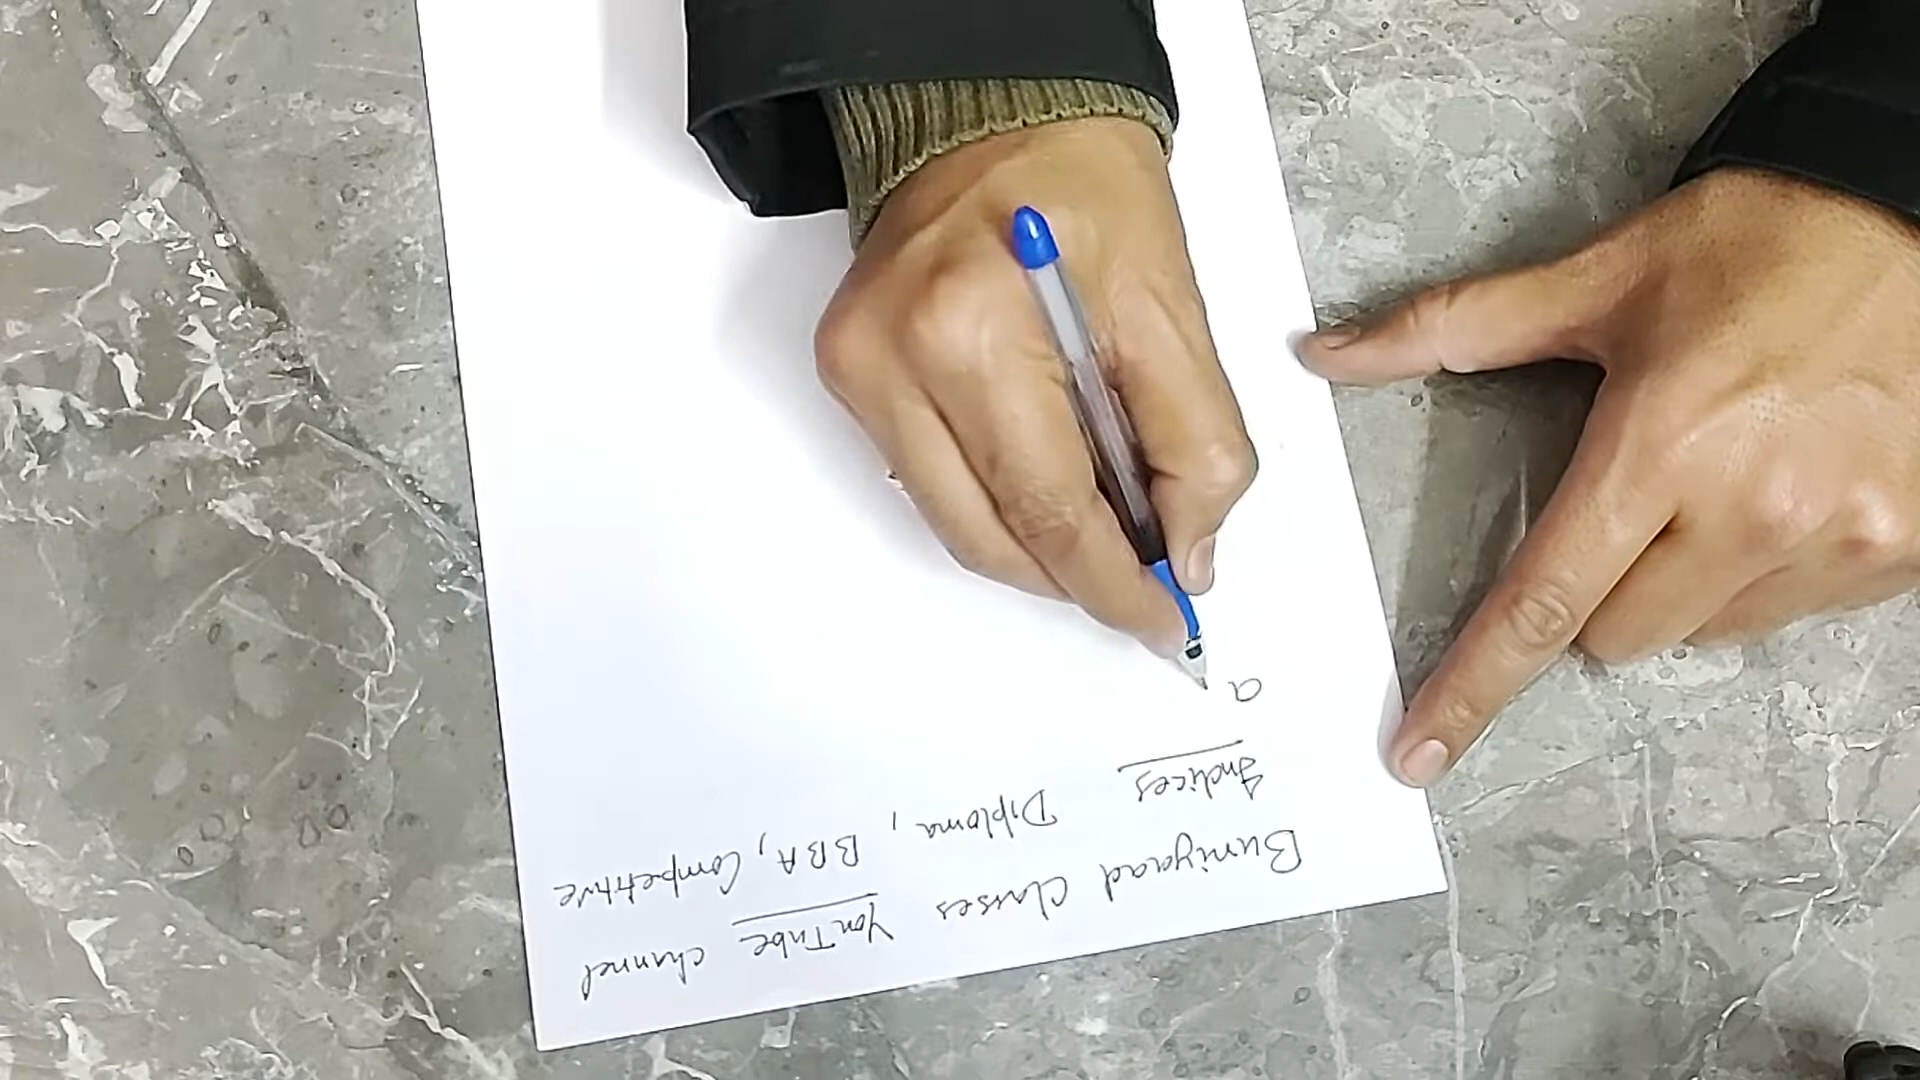 Buniyaad Classes YouTube channel
Indices Diploma, BBA, Competitive
a